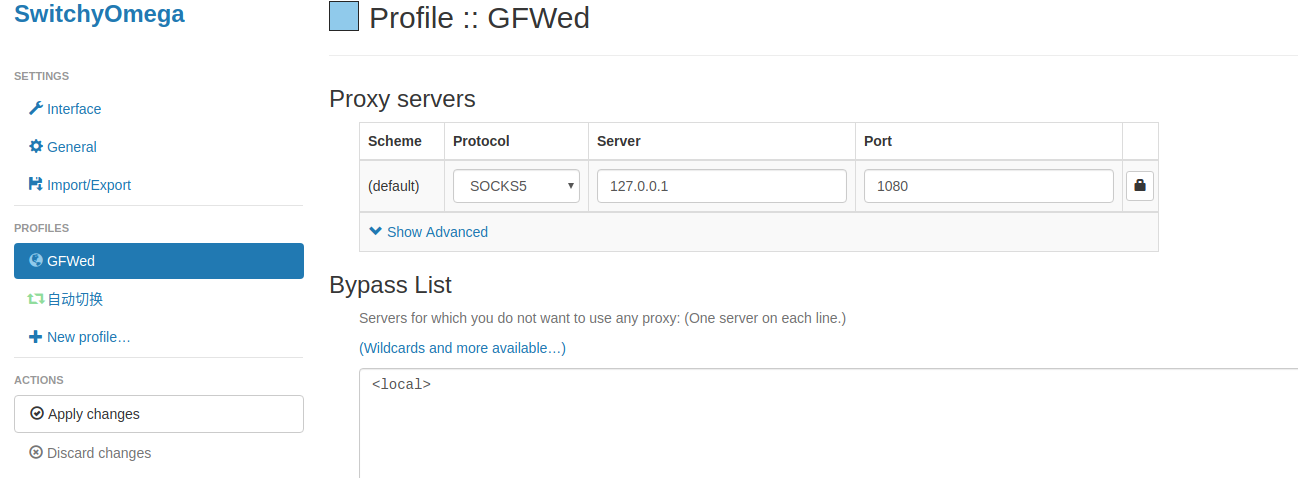 SwitchyOmega
SETTINGS
Interface
General
Import/Export
PROFILES
GFWed
自动切换
New profile…
ACTIONS
Apply changes
Discard changes
Profile :: GFWed
Proxy servers
Scheme Protocol Server Port
(default) SOCKS5 127.0.0.1 1080
Show Advanced
Bypass List
Servers for which you do not want to use any proxy: (One server on each line.)
(Wildcards and more available…)
<local>